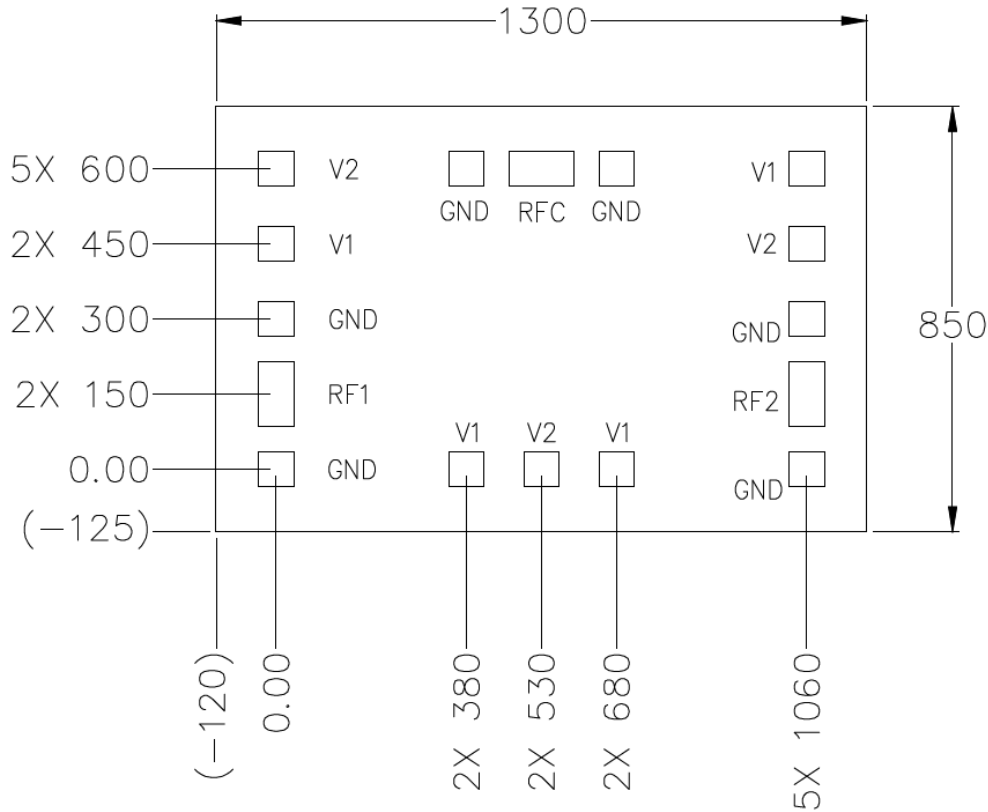 1300
5X 600
V2
V1
GND RFC GND
2X 450
V1
V2
2X 300
GND
GND
850
2X 150
RF1
RF2
V1 V2 V1
0.00
GND
GND
(-125)
(-120)
0.00
2X 380
2X 530
2X 680
5X 1060